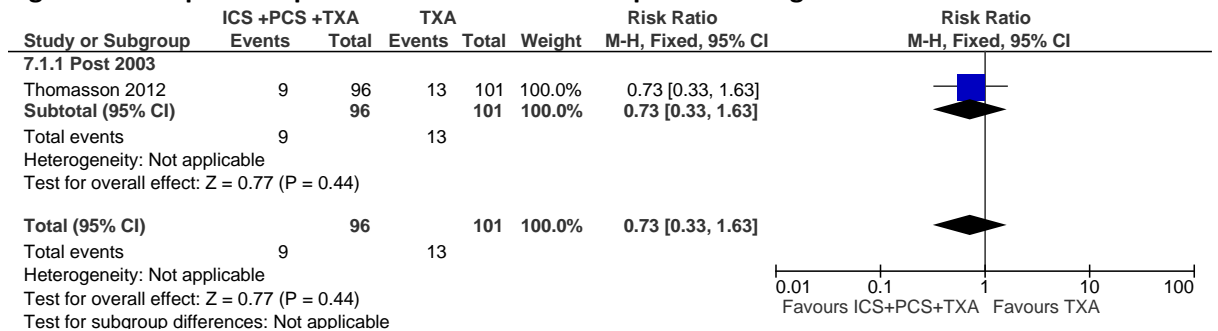 ICS +PCS +TXA TXA Risk Ratio Risk Ratio
Study or Subgroup Events Total Events Total Weight M-H, Fixed, 95% CI M-H, Fixed, 95% CI
7.1.1 Post 2003
Thomasson 2012 9 96 13 101 100.0% 0.73 [0.33, 1.63]
Subtotal (95% CI) 96 101 100.0% 0.73 [0.33, 1.63]
Total events 9 13
Heterogeneity: Not applicable
Test for overall effect: Z = 0.77 (P = 0.44)
Total (95% CI) 96 101 100.0% 0.73 [0.33, 1.63]
Total events 9 13
Heterogeneity: Not applicable
Test for overall effect: Z = 0.77 (P = 0.44)
Test for subgroup differences: Not applicable
0.01 0.1 1 10 100
Favours ICS+PCS+TXA Favours TXA